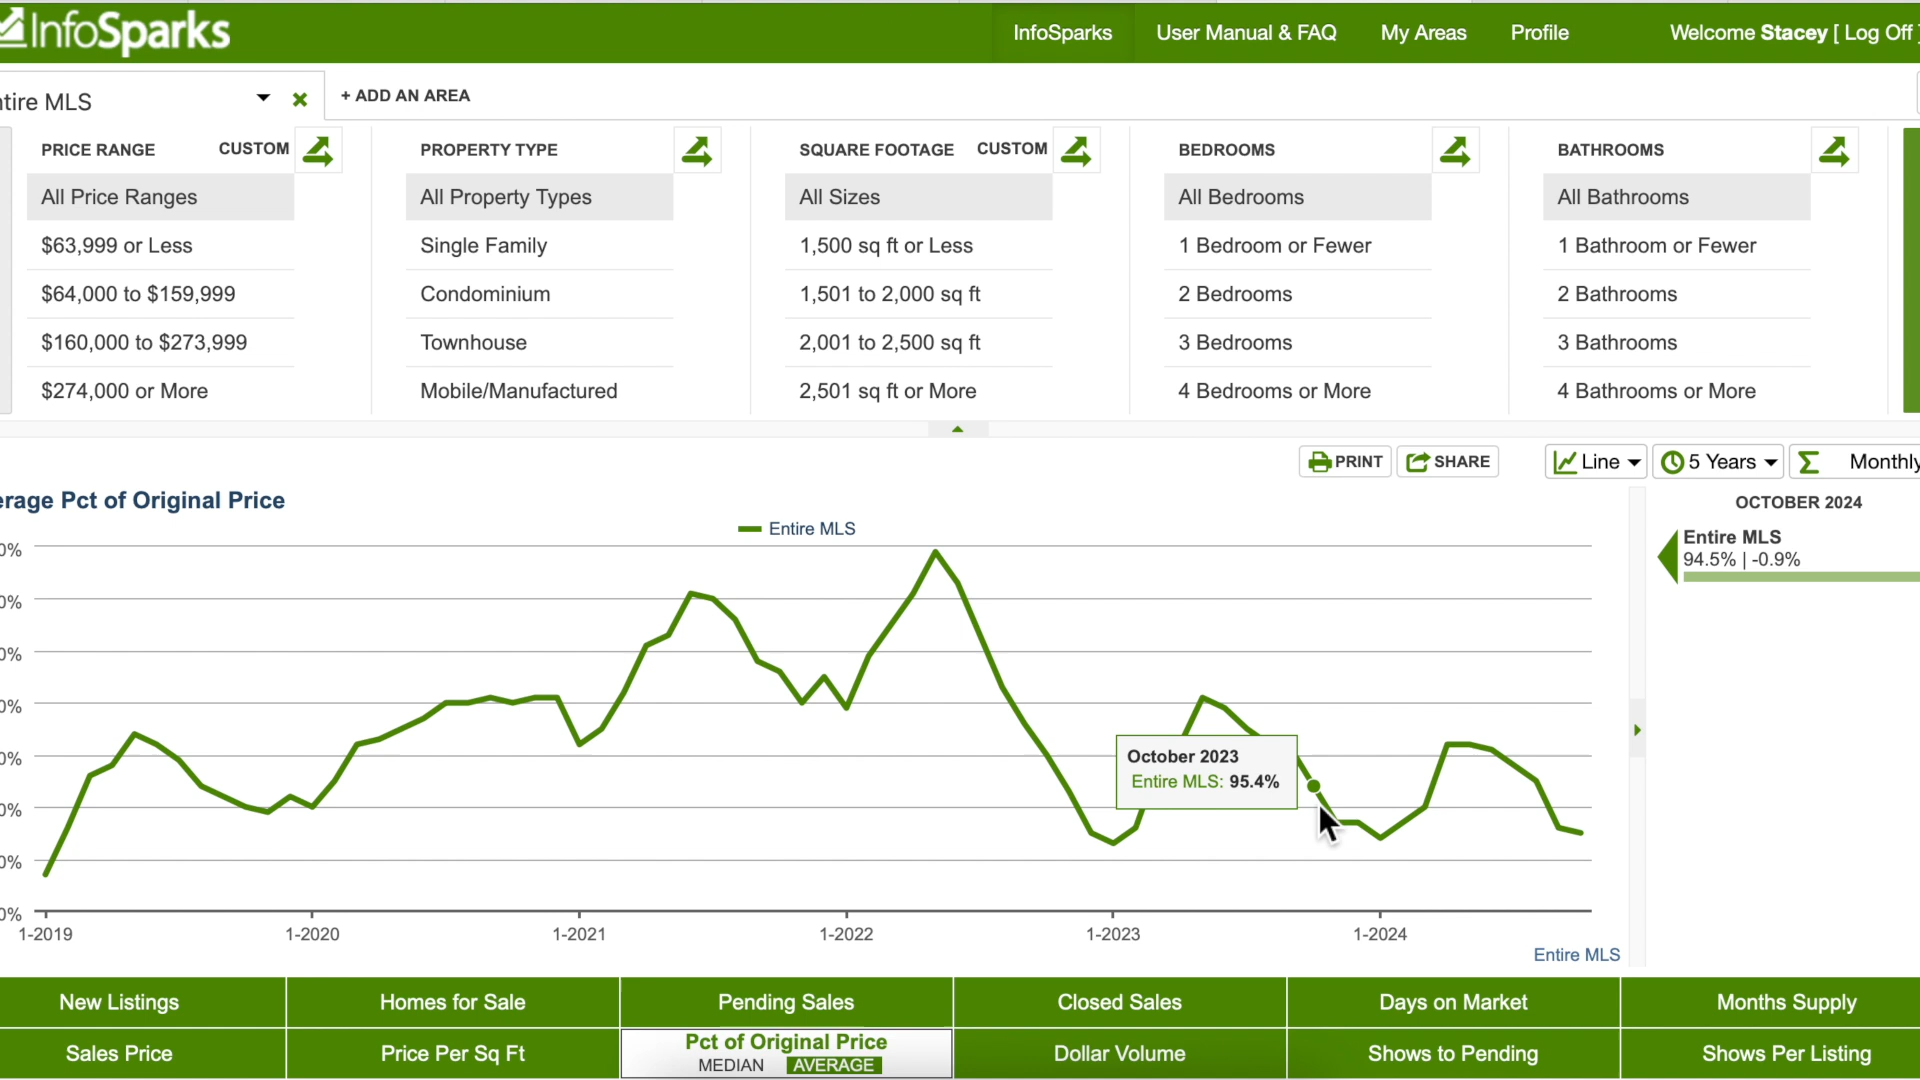 InfoSparks
InfoSparks User Manual & FAQ My Areas Profile Welcome Stacey [ Log Off ]
ntire MLS
+ ADD AN AREA
PRICE RANGE CUSTOM
All Price Ranges
$63,999 or Less
$64,000 to $159,999
$160,000 to $273,999
$274,000 or More
PROPERTY TYPE
All Property Types
Single Family
Condominium
Townhouse
Mobile/Manufactured
SQUARE FOOTAGE CUSTOM
All Sizes
1,500 sq ft or Less
1,501 to 2,000 sq ft
2,001 to 2,500 sq ft
2,501 sq ft or More
BEDROOMS
All Bedrooms
1 Bedroom or Fewer
2 Bedrooms
3 Bedrooms
4 Bedrooms or More
BATHROOMS
All Bathrooms
1 Bathroom or Fewer
2 Bathrooms
3 Bathrooms
4 Bathrooms or More
PRINT SHARE Line 5 Years Monthly
erage Pct of Original Price
Entire MLS
0%
0%
0%
0%
0%
0%
0%
0%
October 2023
Entire MLS: 95.4%
1-2019 1-2020 1-2021 1-2022 1-2023 1-2024
Entire MLS
OCTOBER 2024
Entire MLS
94.5% | -0.9%
New Listings Homes for Sale Pending Sales Closed Sales Days on Market Months Supply
Sales Price Price Per Sq Ft Pct of Original Price Dollar Volume Shows to Pending Shows Per Listing
MEDIAN AVERAGE